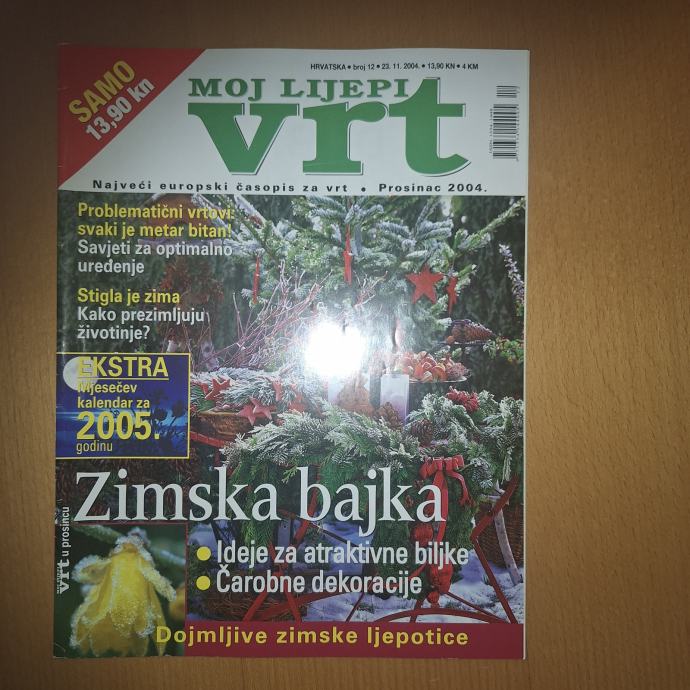 SAMO
13,90 kn
HRVATSKA • broj 12 • 23. 11. 2004. • 13,90 KN • 4 KM
MOJ LIJEPI
vrt
Najveći europski časopis za vrt • Prosinac 2004.
Problematični vrtovi:
svaki je metar bitan!
Savjeti za optimalno
uređenje
Stigla je zima
Kako prezimljuju
životinje?
EKSTRA
Mjesečev
kalendar za
2005.
godinu
Zimska bajka
• Ideje za atraktivne biljke
• Čarobne dekoracije
vrt u prosincu
Dojmljive zimske ljepotice